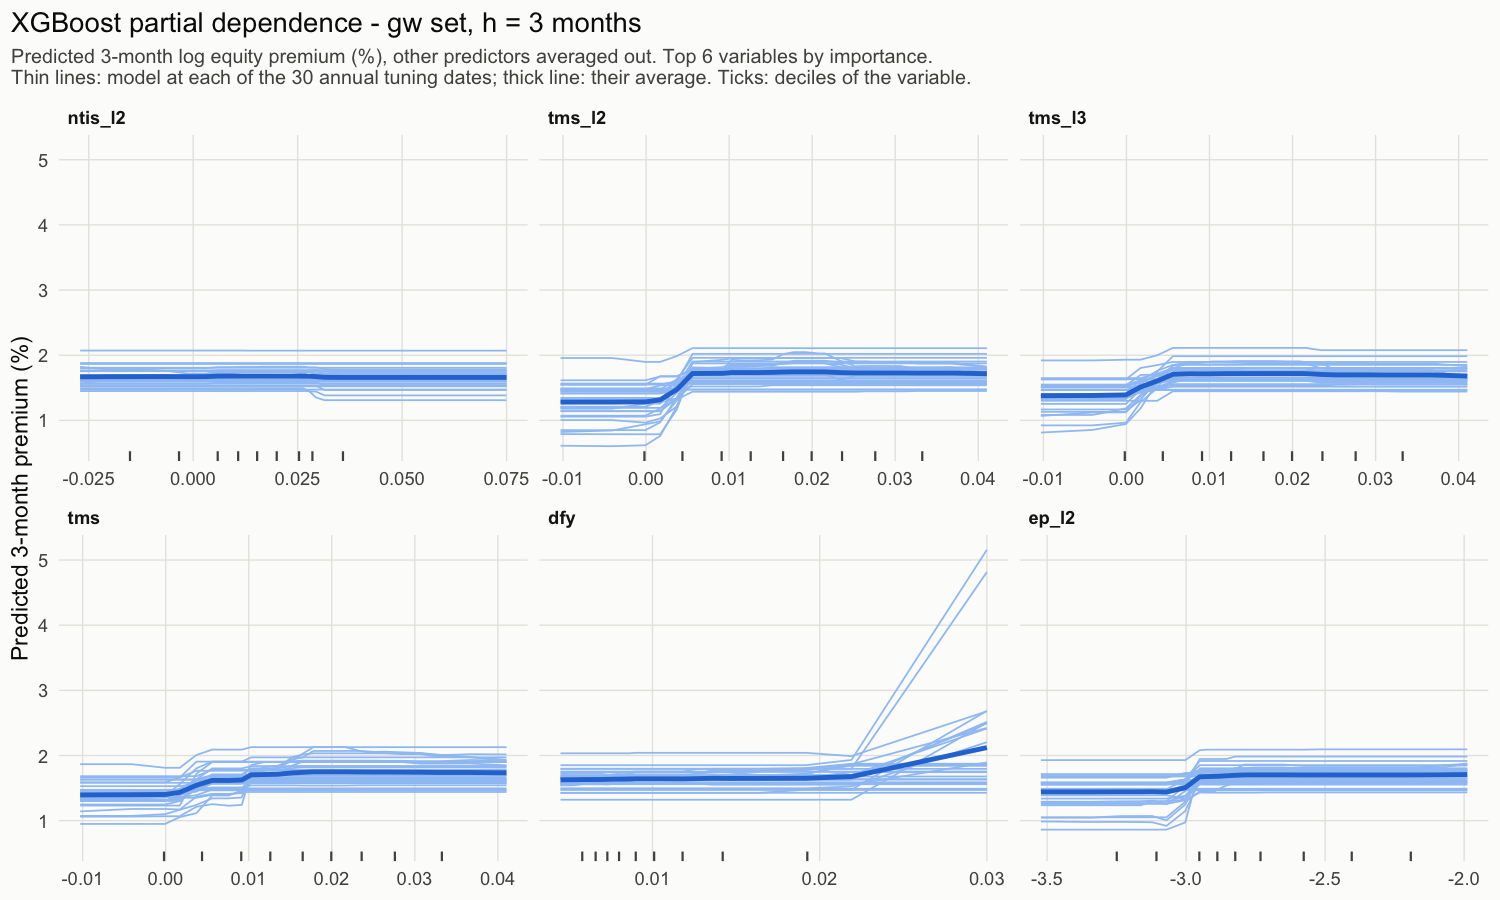 XGBoost partial dependence - gw set, h = 3 months
Predicted 3-month log equity premium (%), other predictors averaged out. Top 6 variables by importance.
Thin lines: model at each of the 30 annual tuning dates; thick line: their average. Ticks: deciles of the variable.
Predicted 3-month premium (%)
ntis_l2
5
4
3
2
1
-0.025 0.000 0.025 0.050 0.075
tms_l2
-0.01 0.00 0.01 0.02 0.03 0.04
tms_l3
-0.01 0.00 0.01 0.02 0.03 0.04
tms
5
4
3
2
1
-0.01 0.00 0.01 0.02 0.03 0.04
dfy
0.01 0.02 0.03
ep_l2
-3.5 -3.0 -2.5 -2.0